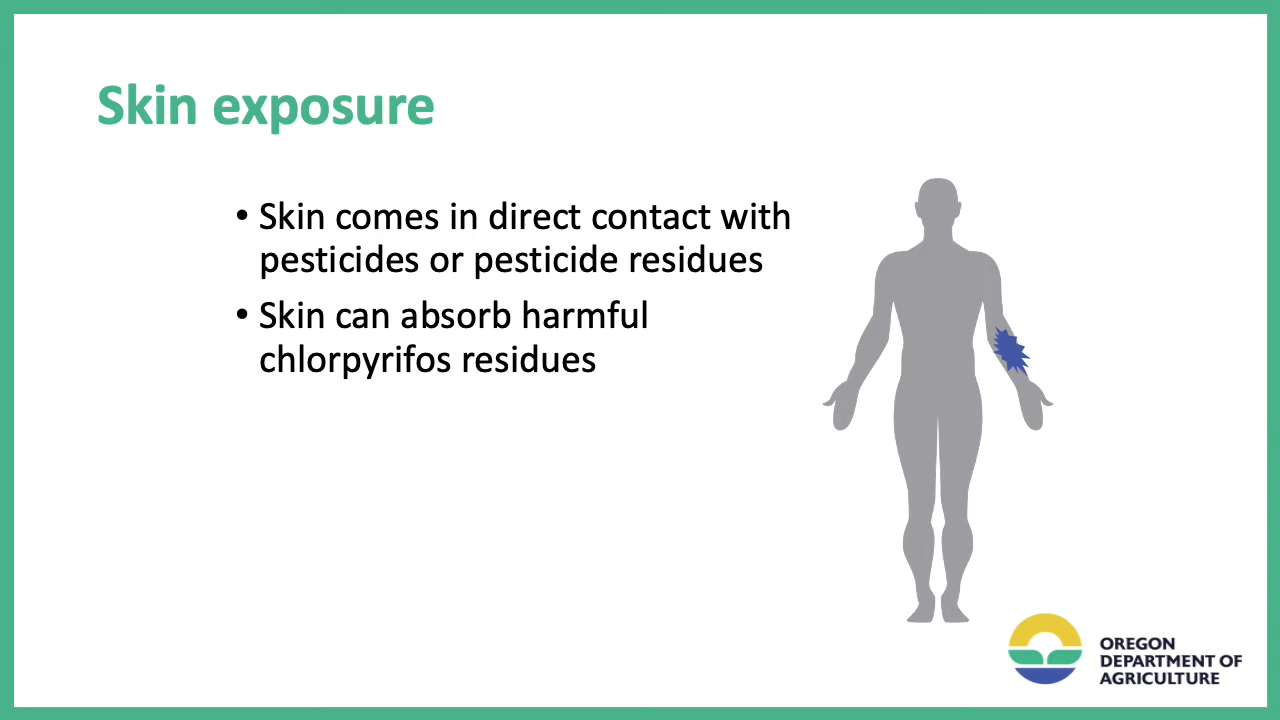 Skin exposure
• Skin comes in direct contact with
pesticides or pesticide residues
• Skin can absorb harmful
chlorpyrifos residues
OREGON
DEPARTMENT OF
AGRICULTURE